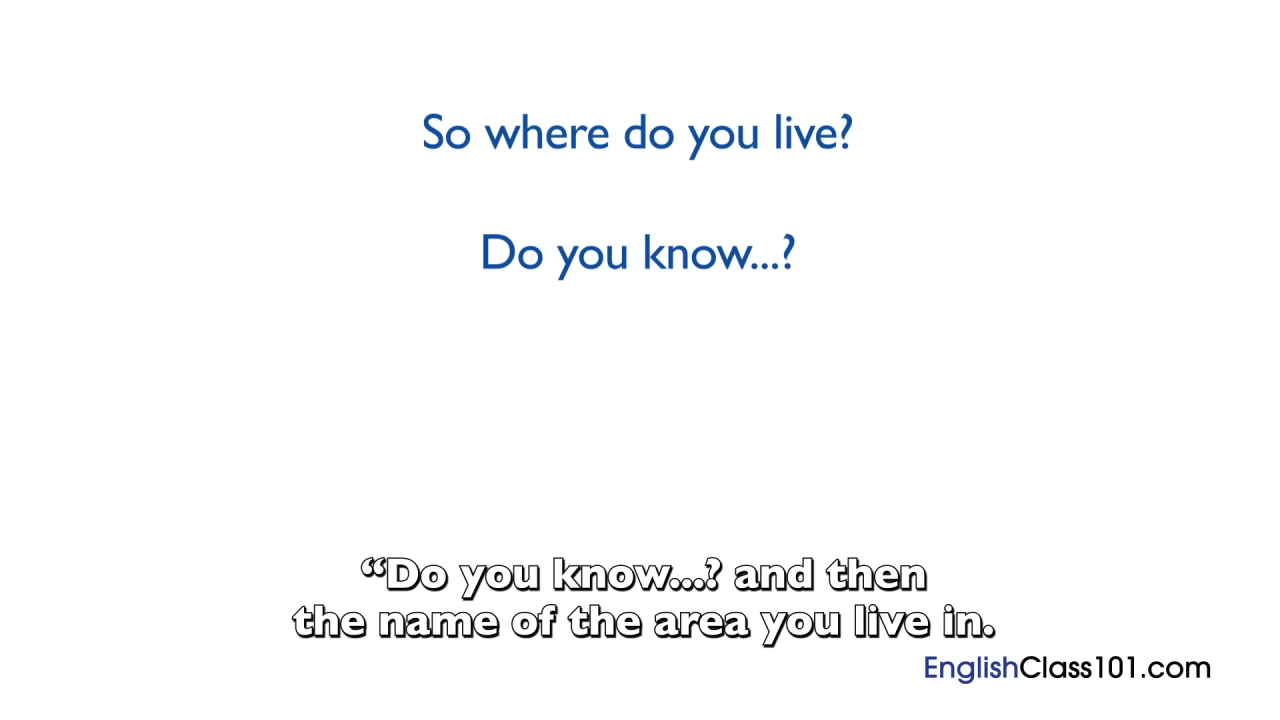 So where do you live?
Do you know...?
“Do you know...? and then
the name of the area you live in.
EnglishClass101.com